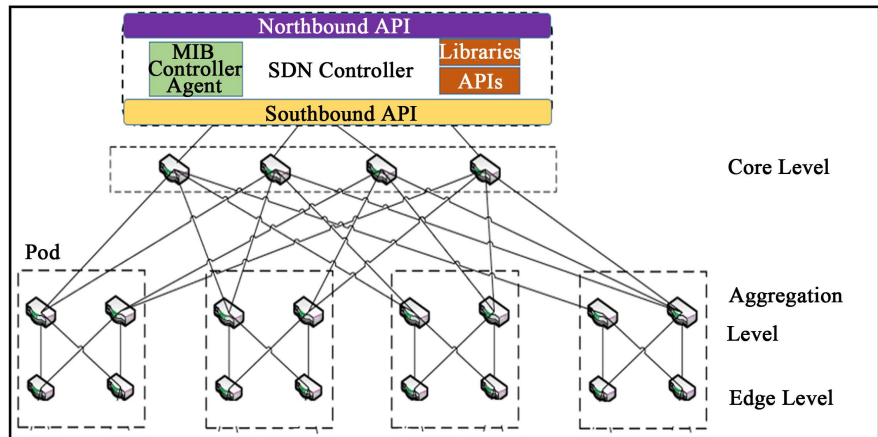 Northbound API
MIB
Controller
Agent
SDN Controller
Libraries
APIs
Southbound API
Core Level
Pod
Aggregation
Level
Edge Level